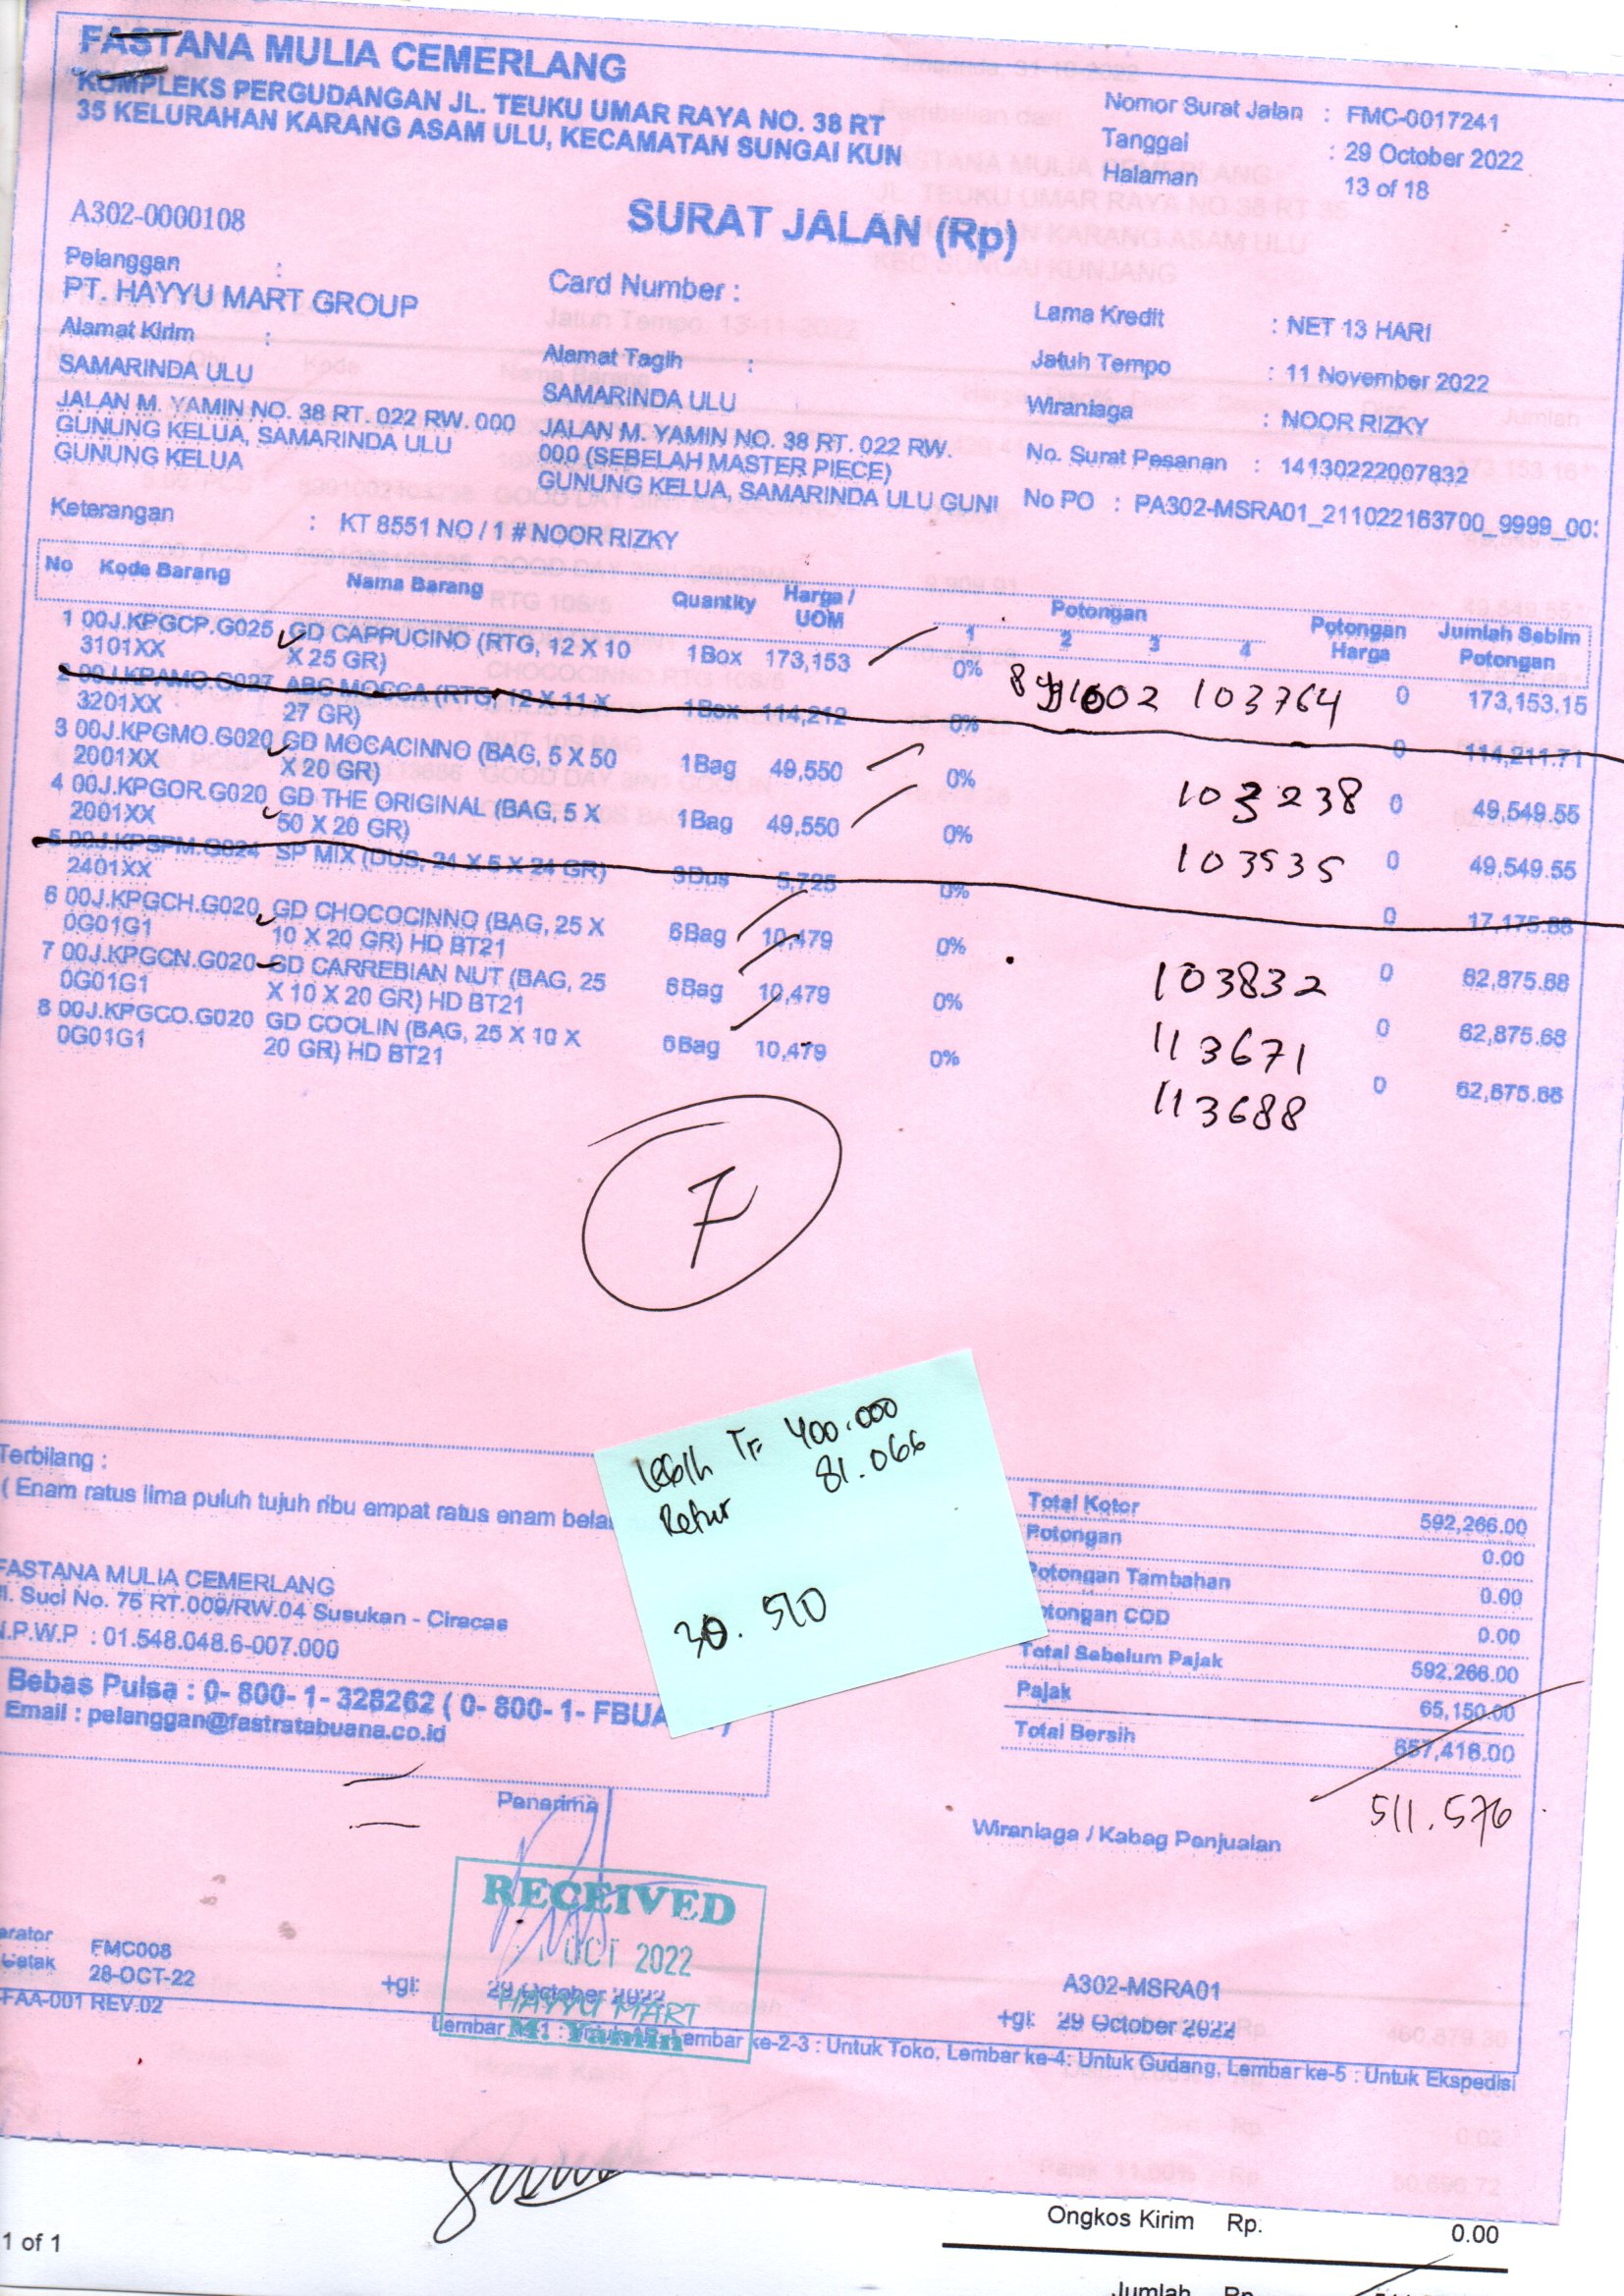 FASTANA MULIA CEMERLANG
KOMPLEKS PERGUDANGAN JL. TEUKU UMAR RAYA NO. 38 RT
35 KELURAHAN KARANG ASAM ULU, KECAMATAN SUNGAI KUN
Nomor Surat Jalan : FMC-0017241
Tanggal : 29 October 2022
Halaman 13 of 18
A302-0000108
SURAT JALAN (Rp)
Pelanggan :
PT. HAYYU MART GROUP
Alamat Kirim :
SAMARINDA ULU
JALAN M. YAMIN NO. 38 RT. 022 RW. 000
GUNUNG KELUA, SAMARINDA ULU
GUNUNG KELUA
Card Number :
Alamat Tagih :
SAMARINDA ULU
JALAN M. YAMIN NO. 38 RT. 022 RW.
000 (SEBELAH MASTER PIECE)
GUNUNG KELUA, SAMARINDA ULU GUNI
Lama Kredit : NET 13 HARI
Jatuh Tempo : 11 November 2022
Wiraniaga : NOOR RIZKY
No. Surat Pesanan : 14130222007832
No PO : PA302-MSRA01_211022163700_9999_00
Keterangan : KT 8551 NO / 1 # NOOR RIZKY
No Kode Barang Nama Barang Quantity Harga / UOM Potongan 1 2 3 4 Potongan Harga Jumlah Seblm Potongan
1 00J.KPGCP.G025 GD CAPPUCINO (RTG, 12 X 10 1Box 173,153 0% 0 173,153.15
3101XX X 25 GR)
8991002 103764
2 00J.KPAMO.G027 ABC MOCCA (RTG, 12 X 11 X 1Box 114,212 0% 0 114,211.71
3201XX 27 GR)
3 00J.KPGMO.G020 GD MOCACINNO (BAG, 5 X 50 1Bag 49,550 0% 0 49,549.55
2001XX X 20 GR)
103238
4 00J.KPGOR.G020 GD THE ORIGINAL (BAG, 5 X 1Bag 49,550 0% 0 49,549.55
2001XX 50 X 20 GR)
103535
5 00J.KPSPM.G024 SP MIX (DUS, 24 X 5 X 24 GR) 3Dus 5,725 0% 0 17,175.68
2401XX
6 00J.KPGCH.G020 GD CHOCOCINNO (BAG, 25 X 6Bag 10,479 0% 0 62,875.68
0G01G1 10 X 20 GR) HD BT21
103832
7 00J.KPGCN.G020 GD CARREBIAN NUT (BAG, 25 6Bag 10,479 0% 0 62,875.68
0G01G1 X 10 X 20 GR) HD BT21
113671
8 00J.KPGCO.G020 GD COOLIN (BAG, 25 X 10 X 6Bag 10,479 0% 0 62,875.68
0G01G1 20 GR) HD BT21
113688
7
Lebih Tf 400.000
Retur 81.066
30.510
Terbilang :
( Enam ratus lima puluh tujuh ribu empat ratus enam bela
FASTANA MULIA CEMERLANG
Jl. Suci No. 75 RT.009/RW.04 Susukan - Ciracas
N.P.W.P : 01.548.048.6-007.000
Bebas Pulsa : 0- 800- 1- 328262 ( 0- 800- 1- FBUA
Email : pelanggan@fastratabuana.co.id
Total Kotor 592,266.00
Potongan 0.00
Potongan Tambahan 0.00
Potongan COD 0.00
Total Sebelum Pajak 592.266.00
Pajak 65,150.00
Total Bersih 657,416.00
511.576
Penerima
Wiraniaga / Kabag Penjualan
RECEIVED
OCT 2022
HAYYU MART
M. Yamin
erator FMC008
Cetak 28-OCT-22
FAA-001 REV.02
+gl: 29 October 2022
A302-MSRA01
+gl: 29 October 2022
Lembar ke-2-3 : Untuk Toko, Lembar ke-4: Untuk Gudang, Lembar ke-5 : Untuk Ekspedisi
1 of 1
Ongkos Kirim Rp. 0.00
Jumlah Rp